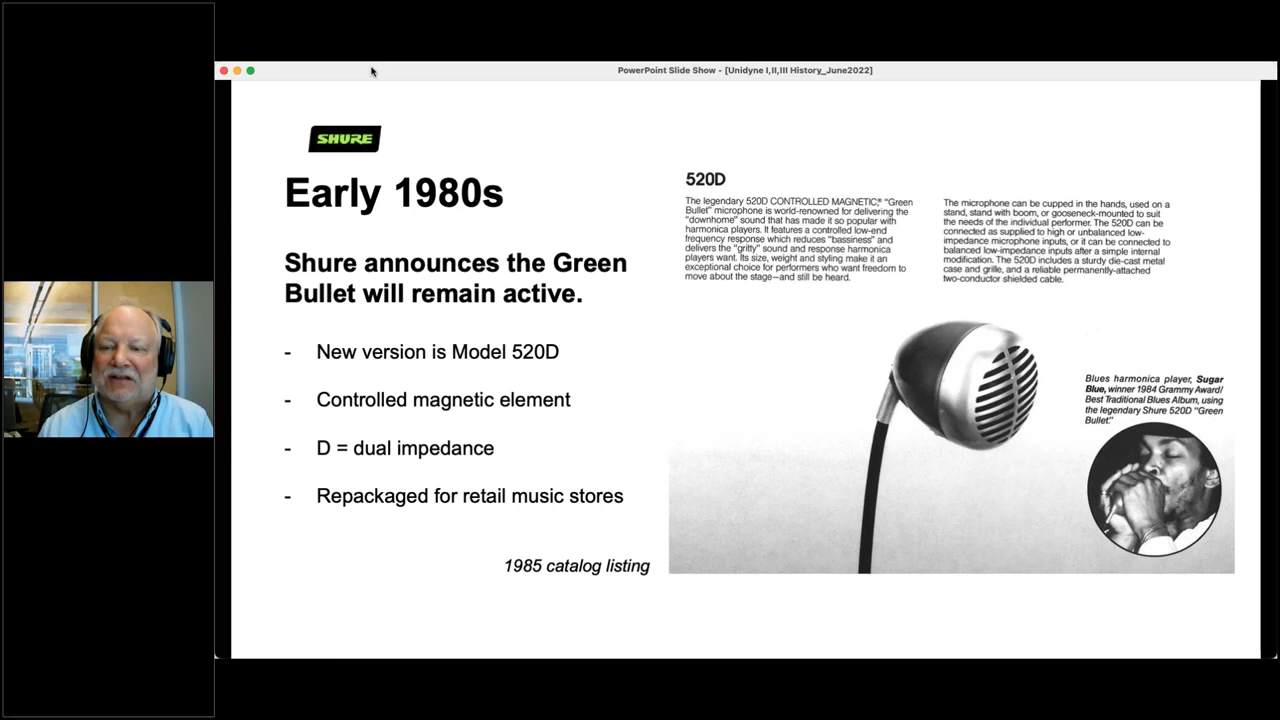 PowerPoint Slide Show - [Unidyne I,II,III History_June2022]
SHURE
Early 1980s
Shure announces the Green
Bullet will remain active.
- New version is Model 520D
- Controlled magnetic element
- D = dual impedance
- Repackaged for retail music stores
1985 catalog listing
520D
The legendary 520D CONTROLLED MAGNETIC,® "Green
Bullet" microphone is world-renowned for delivering the
"downhome" sound that has made it so popular with
harmonica players. It features a controlled low-end
frequency response which reduces "bassiness" and
delivers the "gritty" sound and response harmonica
players want. Its size, weight and styling make it an
exceptional choice for performers who want freedom to
move about the stage—and still be heard.
The microphone can be cupped in the hands, used on a
stand, stand with boom, or gooseneck-mounted to suit
the needs of the individual performer. The 520D can be
connected as supplied to high or unbalanced low-
impedance microphone inputs, or it can be connected to
balanced low-impedance inputs after a simple internal
modification. The 520D includes a sturdy die-cast metal
case and grille, and a reliable permanently-attached
two-conductor shielded cable.
Blues harmonica player, Sugar
Blue, winner 1984 Grammy Award/
Best Traditional Blues Album, using
the legendary Shure 520D "Green
Bullet."